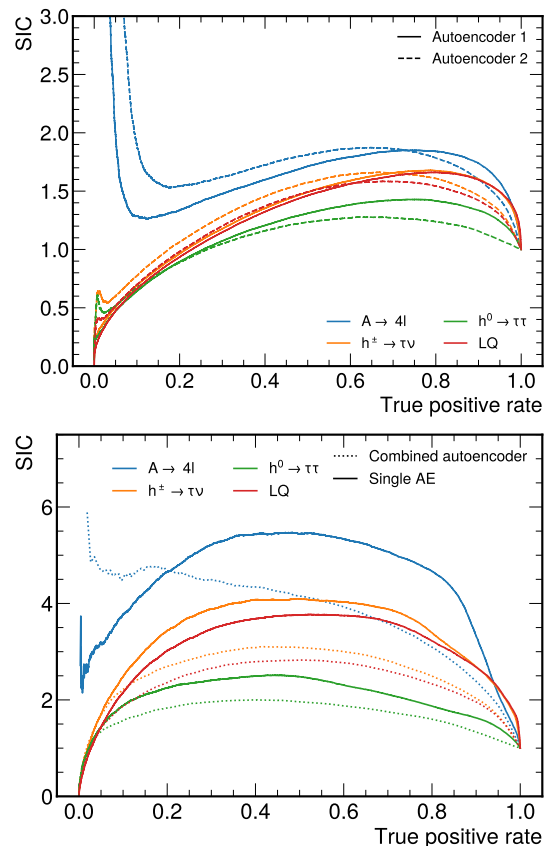 SIC
3.0
2.5
2.0
1.5
1.0
0.5
0.0
Autoencoder 1
Autoencoder 2
A → 4l
h⁰ → ττ
h± → τν
LQ
0.0 0.2 0.4 0.6 0.8 1.0
True positive rate
SIC
6
4
2
0
A → 4l
h⁰ → ττ
h± → τν
LQ
Combined autoencoder
Single AE
0.0 0.2 0.4 0.6 0.8 1.0
True positive rate